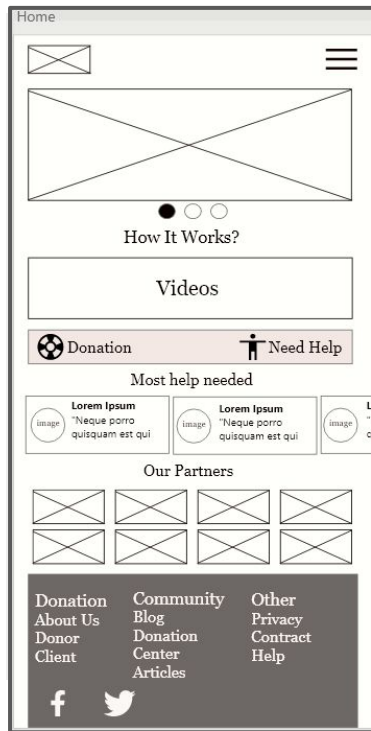 Home
How It Works?
Videos
Donation Need Help
Most help needed
image
Lorem Ipsum
"Neque porro
quisquam est qui
image
Lorem Ipsum
"Neque porro
quisquam est qui
image
L
"
q
Our Partners
Donation
About Us
Donor
Client
Community
Blog
Donation
Center
Articles
Other
Privacy
Contract
Help